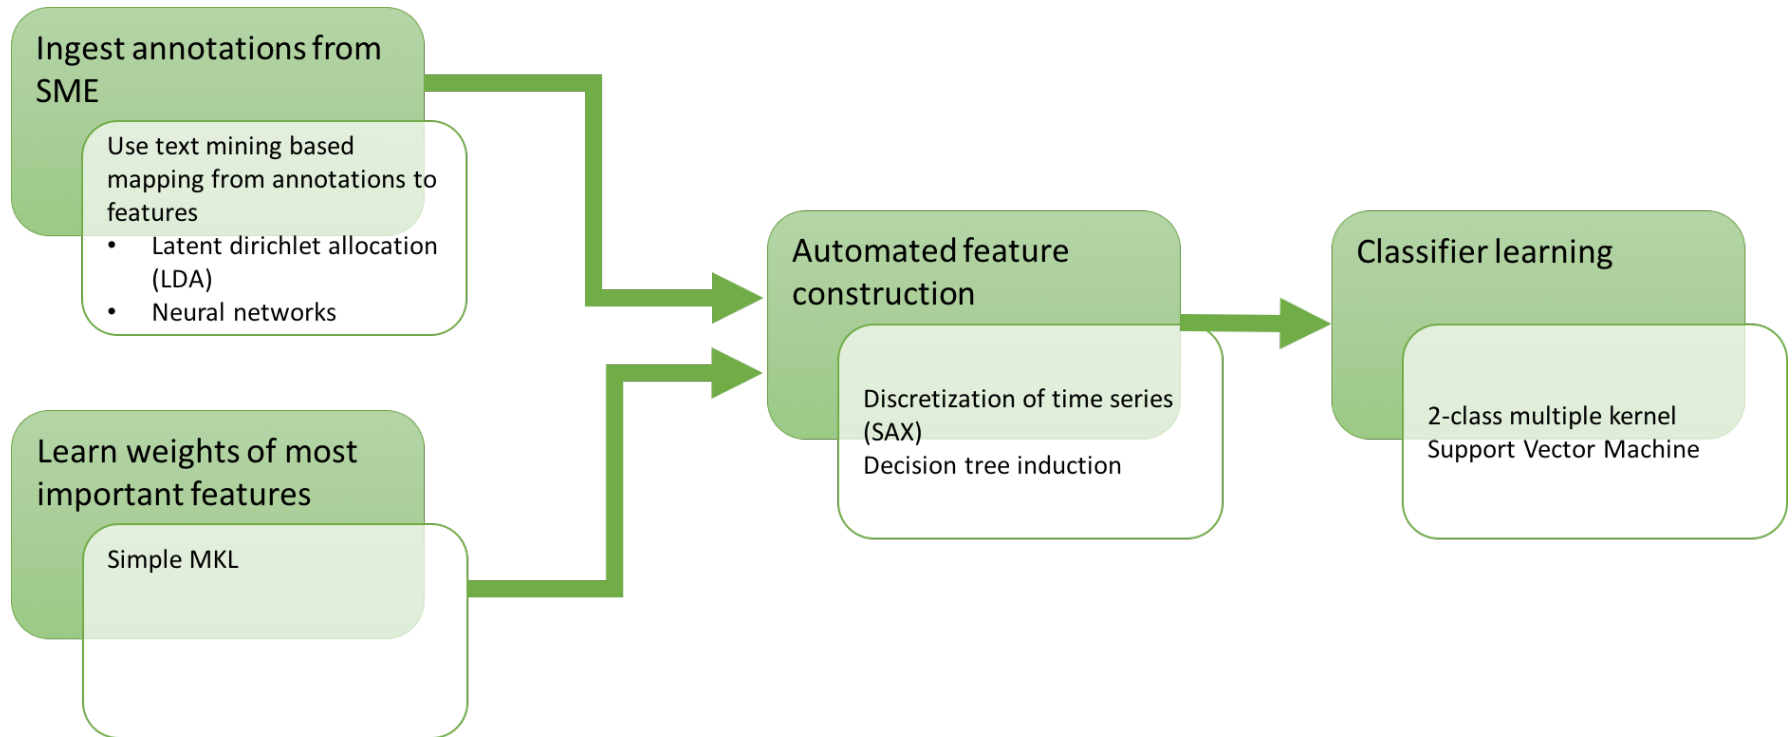 Ingest annotations from
SME
Use text mining based
mapping from annotations to
features
• Latent dirichlet allocation
(LDA)
• Neural networks
Learn weights of most
important features
Simple MKL
Automated feature
construction
Discretization of time series
(SAX)
Decision tree induction
Classifier learning
2-class multiple kernel
Support Vector Machine